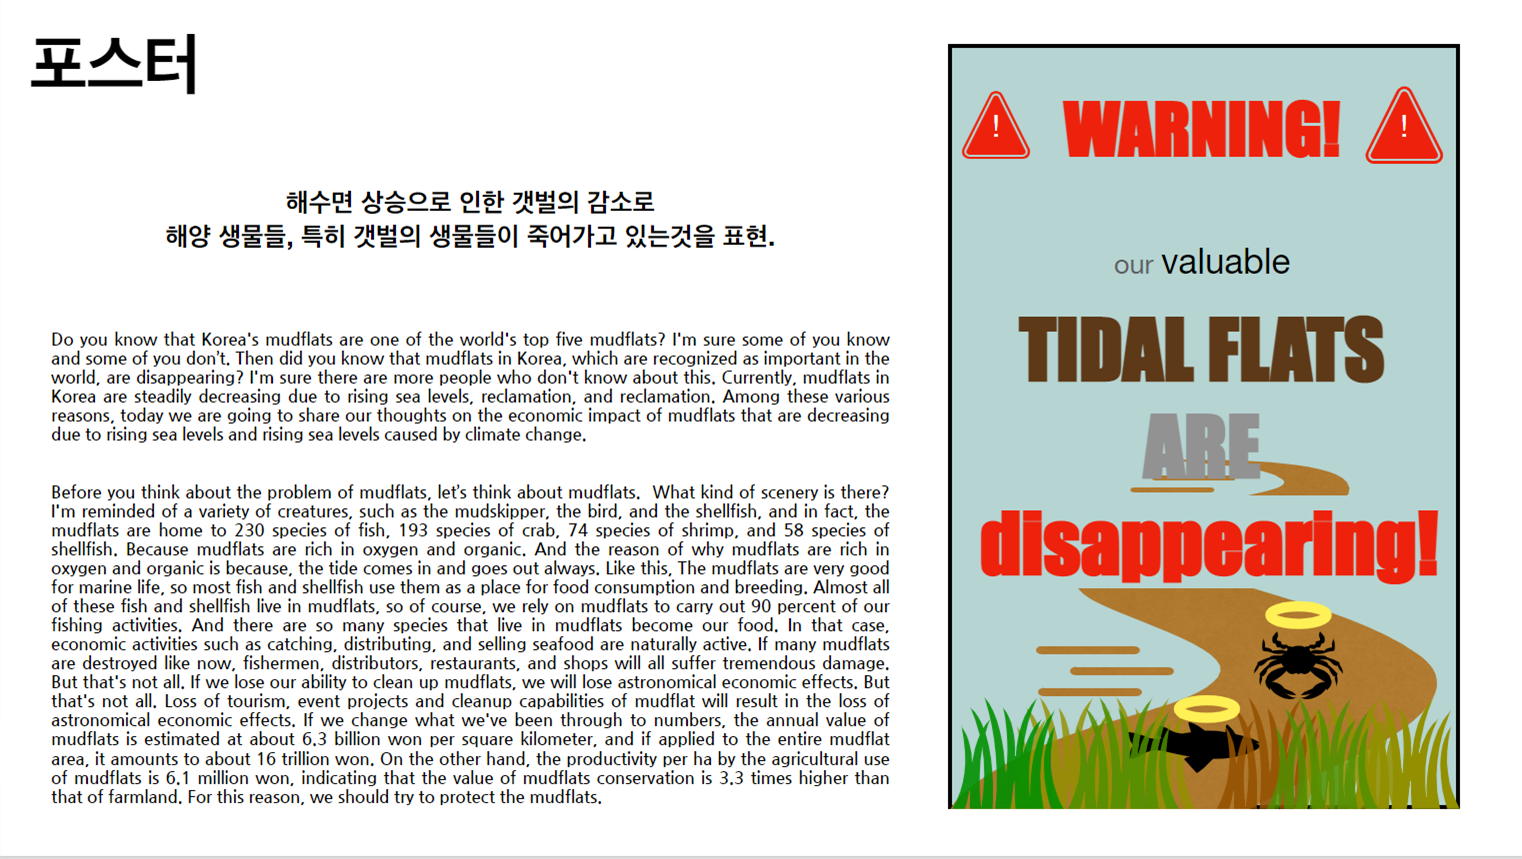 포스터
해수면 상승으로 인한 갯벌의 감소로
해양 생물들, 특히 갯벌의 생물들이 죽어가고 있는것을 표현.
Do you know that Korea's mudflats are one of the world's top five mudflats? I'm sure some of you know
and some of you don't. Then did you know that mudflats in Korea, which are recognized as important in the
world, are disappearing? I'm sure there are more people who don't know about this. Currently, mudflats in
Korea are steadily decreasing due to rising sea levels, reclamation, and reclamation. Among these various
reasons, today we are going to share our thoughts on the economic impact of mudflats that are decreasing
due to rising sea levels and rising sea levels caused by climate change.
Before you think about the problem of mudflats, let's think about mudflats.  What kind of scenery is there?
I'm reminded of a variety of creatures, such as the mudskipper, the bird, and the shellfish, and in fact, the
mudflats are home to 230 species of fish, 193 species of crab, 74 species of shrimp, and 58 species of
shellfish. Because mudflats are rich in oxygen and organic. And the reason of why mudflats are rich in
oxygen and organic is because, the tide comes in and goes out always. Like this, The mudflats are very good
for marine life, so most fish and shellfish use them as a place for food consumption and breeding. Almost all
of these fish and shellfish live in mudflats, so of course, we rely on mudflats to carry out 90 percent of our
fishing activities. And there are so many species that live in mudflats become our food. In that case,
economic activities such as catching, distributing, and selling seafood are naturally active. If many mudflats
are destroyed like now, fishermen, distributors, restaurants, and shops will all suffer tremendous damage.
But that's not all. If we lose our ability to clean up mudflats, we will lose astronomical economic effects. But
that's not all. Loss of tourism, event projects and cleanup capabilities of mudflat will result in the loss of
astronomical economic effects. If we change what we've been through to numbers, the annual value of
mudflats is estimated at about 6.3 billion won per square kilometer, and if applied to the entire mudflat
area, it amounts to about 16 trillion won. On the other hand, the productivity per ha by the agricultural use
of mudflats is 6.1 million won, indicating that the value of mudflats conservation is 3.3 times higher than
that of farmland. For this reason, we should try to protect the mudflats.
! WARNING! !
our valuable
TIDAL FLATS
ARE
disappearing!